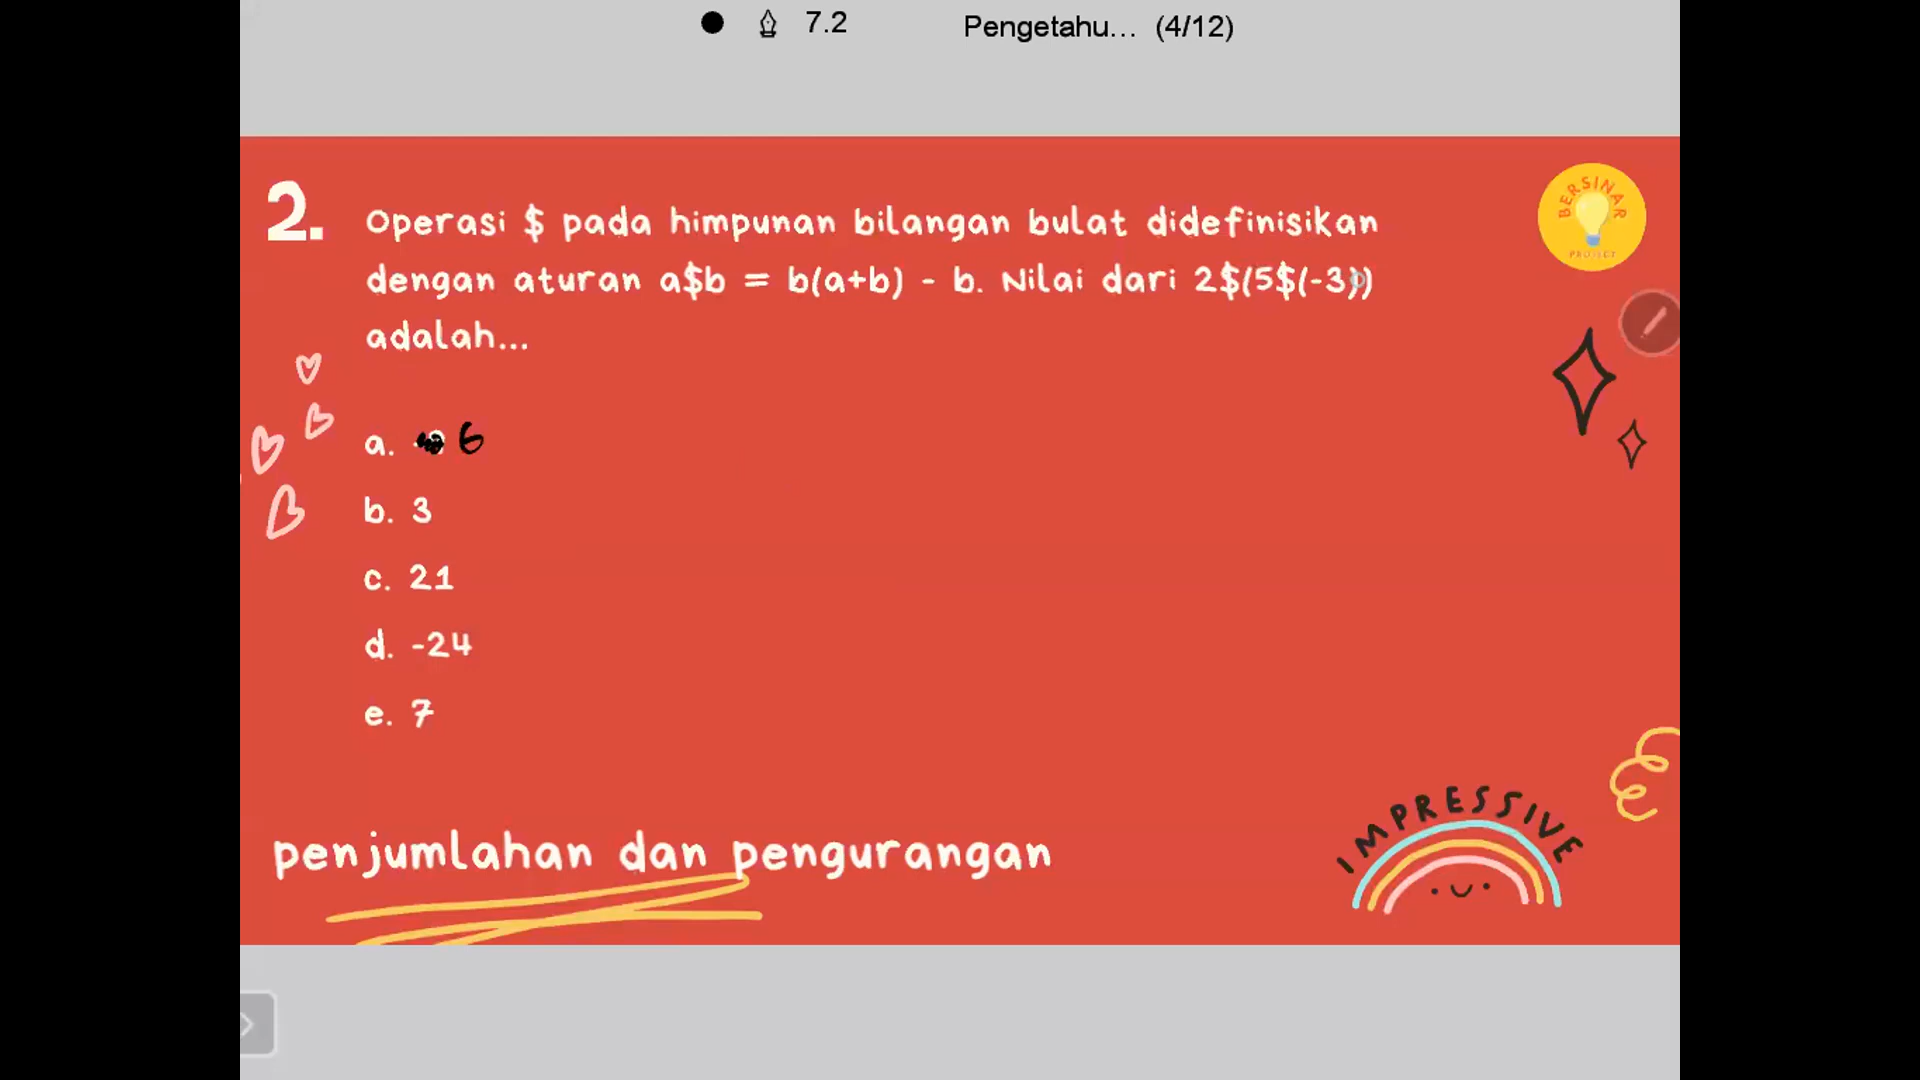 7.2 Pengetahu... (4/12)
2. Operasi $ pada himpunan bilangan bulat didefinisikan
dengan aturan a$b = b(a+b) - b. Nilai dari 2$(5$(-3))
adalah...
BERSINAR
PROJECT
a. 6
b. 3
c. 21
d. -24
e. 7
IMPRESSIVE
penjumlahan dan pengurangan